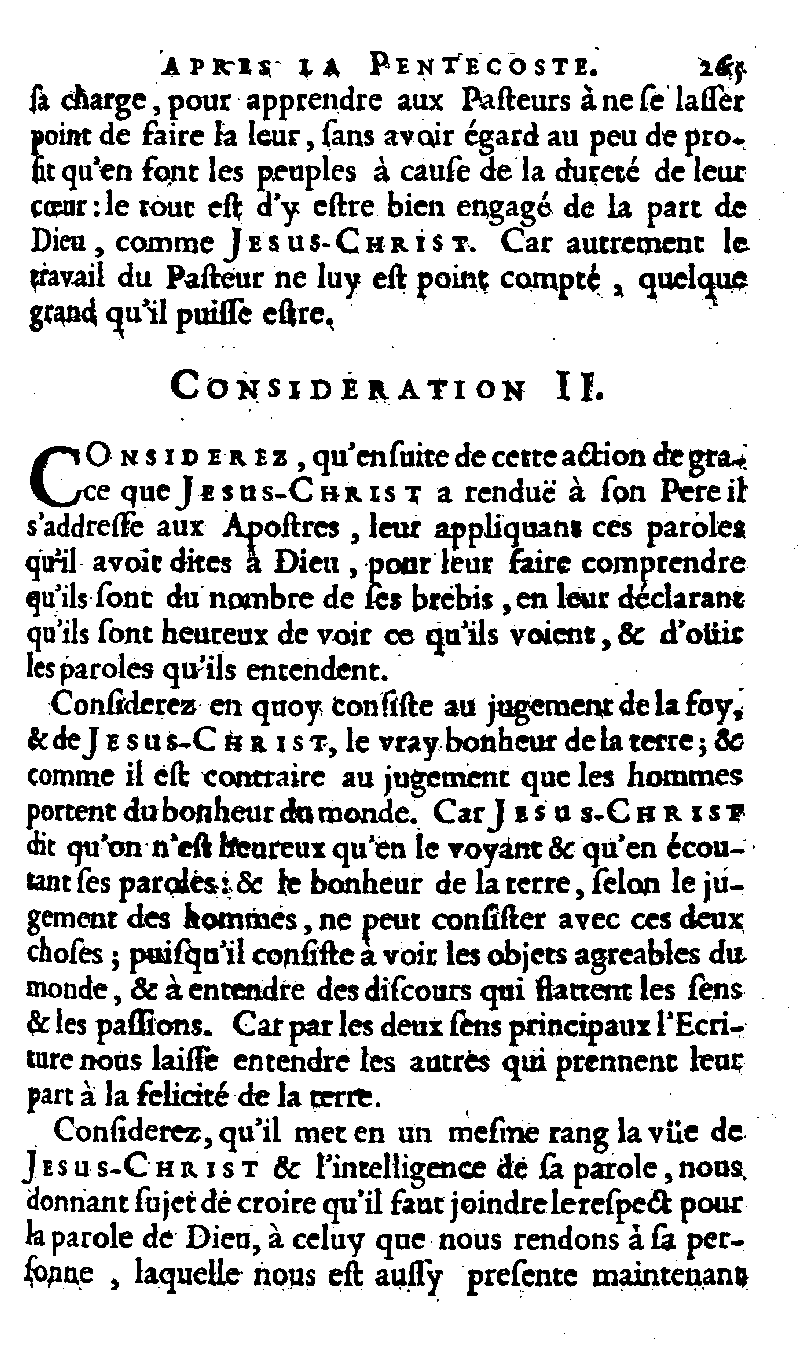 APRES LA PENTECOSTE. 265
ſa charge, pour apprendre aux Paſteurs à ne ſe laſſer
point de faire la leur, ſans avoir égard au peu de pro-
fit qu'en font les peuples à cauſe de la dureté de leur
cœur: le tout eſt d'y eſtre bien engagé de la part de
Dieu, comme JESUS-CHRIST. Car autrement le
travail du Paſteur ne luy eſt point compté, quelque
grand qu'il puiſſe eſtre.
CONSIDERATION II.
CONSIDEREZ, qu'enſuite de cette action de gra-
ce que JESUS-CHRIST a renduë à ſon Pere il
s'addreſſe aux Apoſtres, leur appliquant ces paroles
qu'il avoit dites à Dieu, pour leur faire comprendre
qu'ils ſont du nombre de ſes brebis, en leur déclarant
qu'ils ſont heureux de voir ce qu'ils voient, & d'oüir
les paroles qu'ils entendent.
Conſiderez en quoy conſiſte au jugement de la foy,
& de JESUS-CHRIST, le vray bonheur de la terre; &
comme il eſt contraire au jugement que les hommes
portent du bonheur du monde. Car JESUS-CHRIST
dit qu'on n'eſt heureux qu'en le voyant & qu'en écou-
tant ſes paroles; & le bonheur de la terre, ſelon le ju-
gement des hommes, ne peut conſiſter avec ces deux
choſes; puiſqu'il conſiſte à voir les objets agreables du
monde, & à entendre des diſcours qui flattent les ſens
& les paſſions. Car par les deux ſens principaux l'Ecri-
ture nous laiſſe entendre les autres qui prennent leur
part à la felicité de la terre.
Conſiderez, qu'il met en un meſme rang la vüe de
JESUS-CHRIST & l'intelligence de ſa parole, nous
donnant ſujet de croire qu'il faut joindre le reſpect pour
la parole de Dieu, à celuy que nous rendons à ſa per-
ſonne, laquelle nous eſt auſſy preſente maintenant